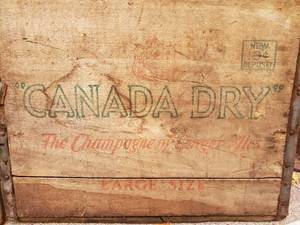 "CANADA DRY"
The Champagne of Ginger Ales
LARGE SIZE